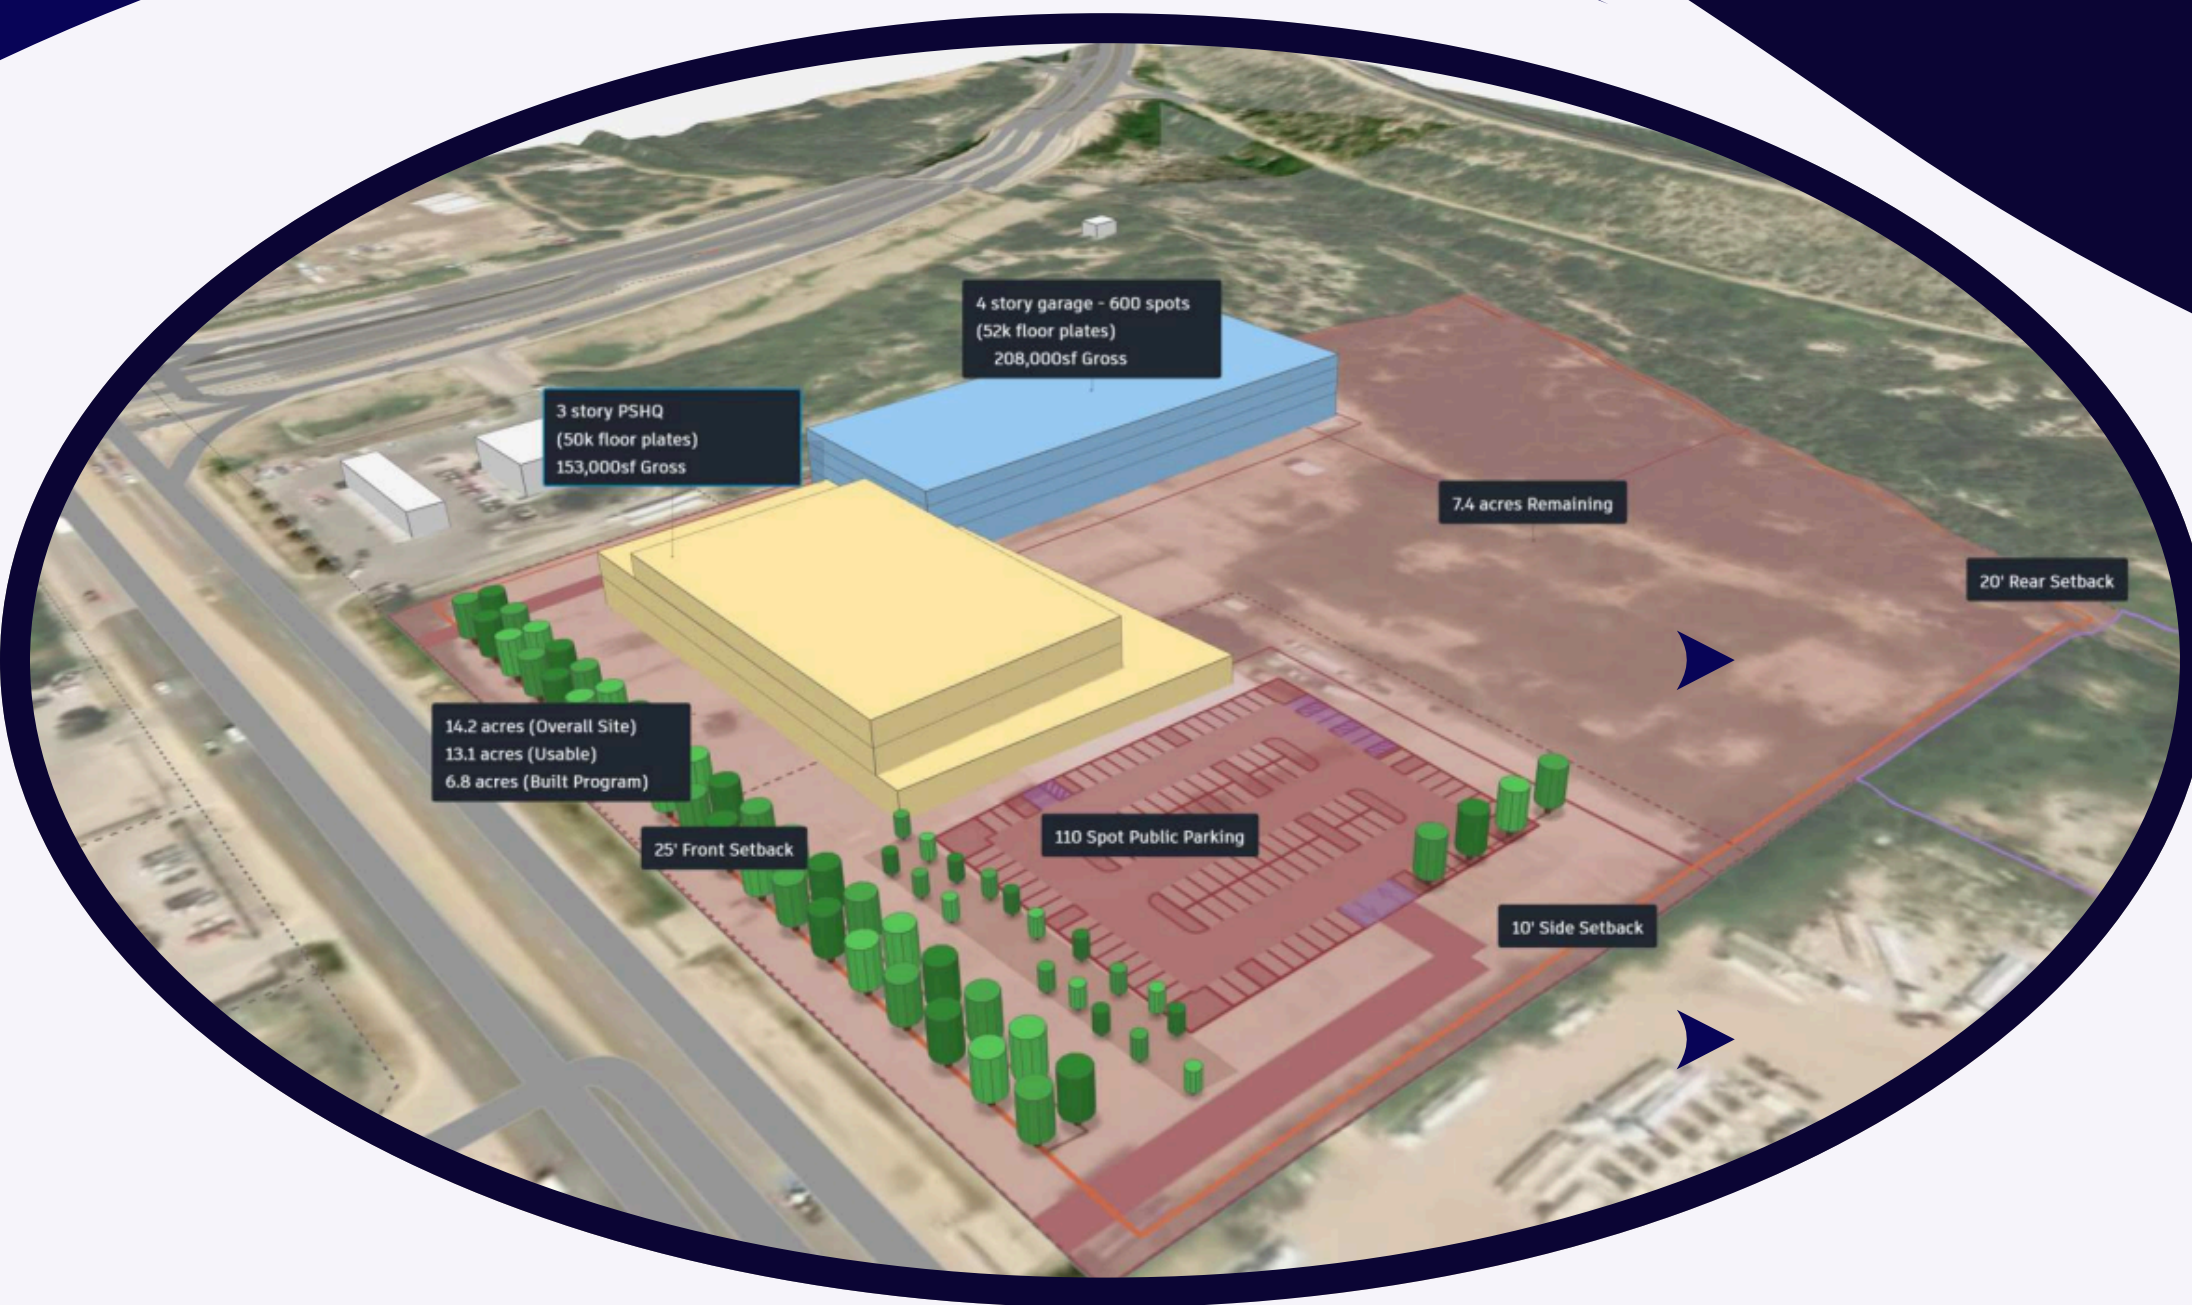 4 story garage - 600 spots
(52k floor plates)
208,000sf Gross
3 story PSHQ
(50k floor plates)
153,000sf Gross
7.4 acres Remaining
20' Rear Setback
14.2 acres (Overall Site)
13.1 acres (Usable)
6.8 acres (Built Program)
25' Front Setback
110 Spot Public Parking
10' Side Setback